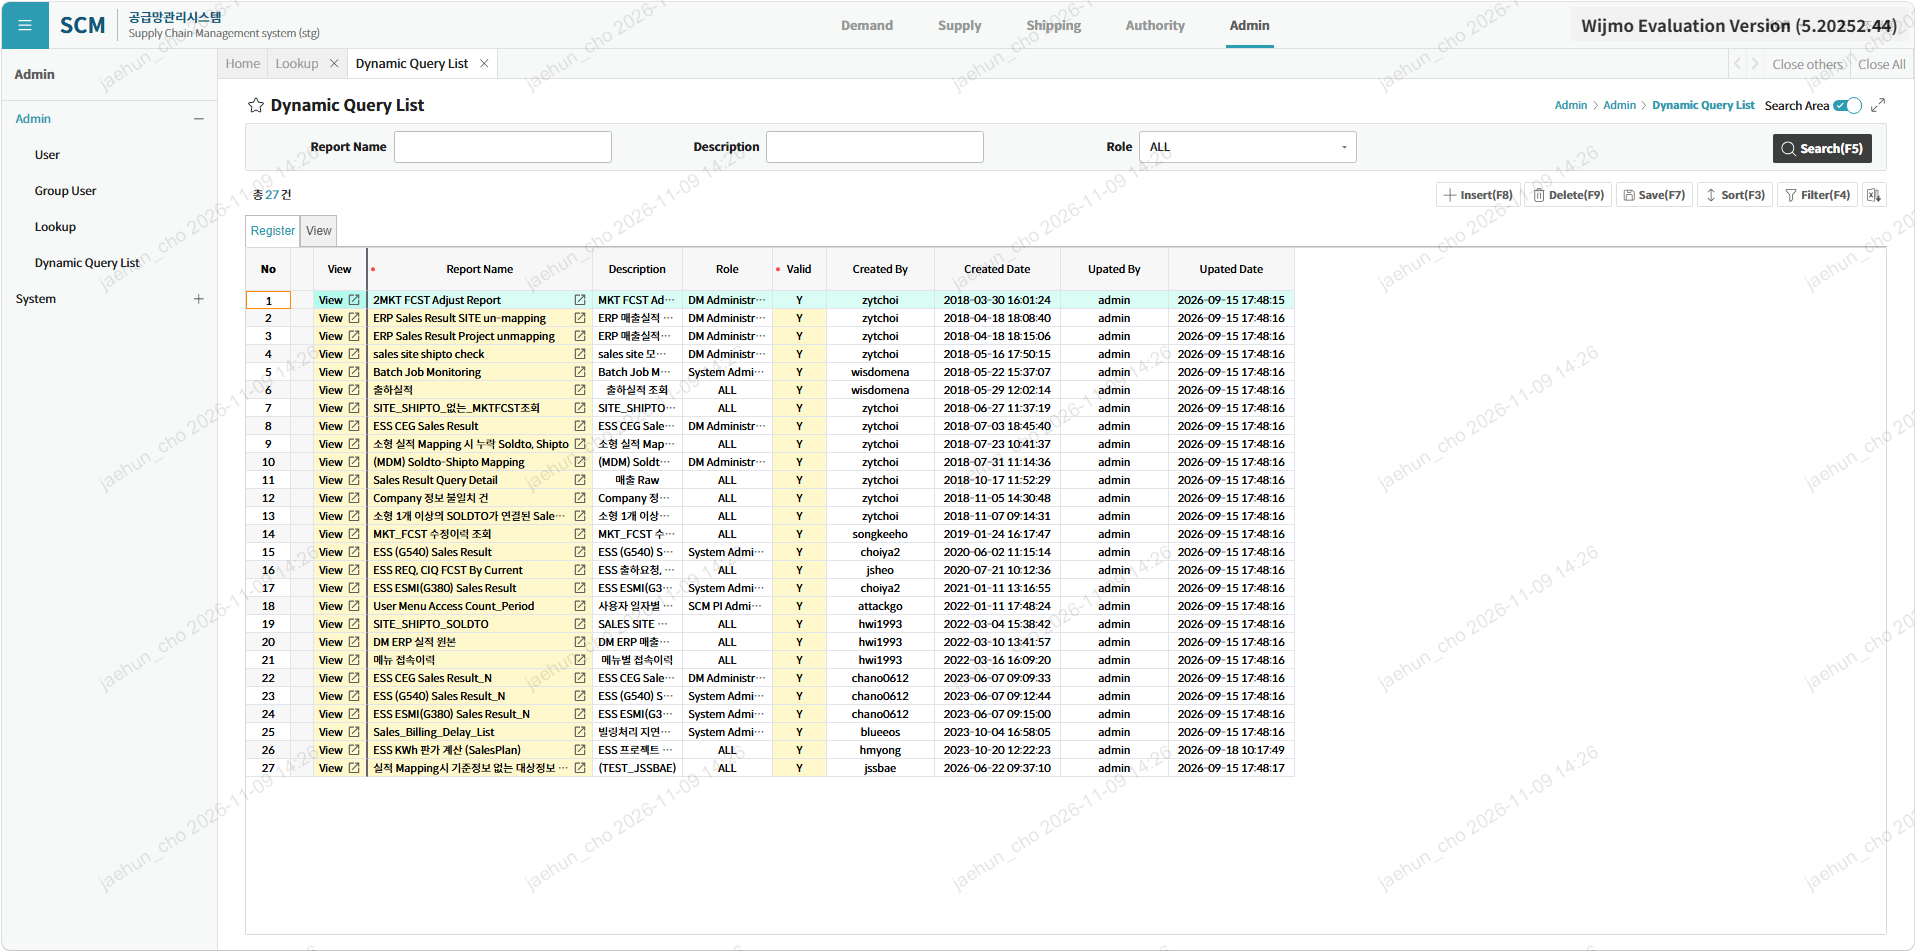 SCM
공급망관리시스템
Supply Chain Management system (stg)
Demand Supply Shipping Authority Admin
Wijmo Evaluation Version (5.20252.44)
Admin
Home Lookup Dynamic Query List Close others Close All
Admin
User
Group User
Lookup
Dynamic Query List
System
Dynamic Query List
Admin > Admin > Dynamic Query List Search Area
Report Name Description Role ALL Search(F5)
총 27 건
Insert(F8) Delete(F9) Save(F7) Sort(F3) Filter(F4)
Register View
No View Report Name Description Role Valid Created By Created Date Upated By Upated Date
1 View 2MKT FCST Adjust Report MKT FCST Ad··· DM Administr··· Y zytchoi 2018-03-30 16:01:24 admin 2026-09-15 17:48:15
2 View ERP Sales Result SITE un-mapping ERP 매출실적 ··· DM Administr··· Y zytchoi 2018-04-18 18:08:40 admin 2026-09-15 17:48:16
3 View ERP Sales Result Project unmapping ERP 매출실적··· DM Administr··· Y zytchoi 2018-04-18 18:15:06 admin 2026-09-15 17:48:16
4 View sales site shipto check sales site 모··· DM Administr··· Y zytchoi 2018-05-16 17:50:15 admin 2026-09-15 17:48:16
5 View Batch Job Monitoring Batch Job M··· System Admi··· Y wisdomena 2018-05-22 15:37:07 admin 2026-09-15 17:48:16
6 View 출하실적 출하실적 조회 ALL Y wisdomena 2018-05-29 12:02:14 admin 2026-09-15 17:48:16
7 View SITE_SHIPTO_없는_MKTFCST조회 SITE_SHIPTO··· ALL Y zytchoi 2018-06-27 11:37:19 admin 2026-09-15 17:48:16
8 View ESS CEG Sales Result ESS CEG Sale··· DM Administr··· Y zytchoi 2018-07-03 18:45:40 admin 2026-09-15 17:48:16
9 View 소형 실적 Mapping 시 누락 Soldto, Shipto 소형 실적 Map··· ALL Y zytchoi 2018-07-23 10:41:37 admin 2026-09-15 17:48:16
10 View (MDM) Soldto-Shipto Mapping (MDM) Soldt··· DM Administr··· Y zytchoi 2018-07-31 11:14:36 admin 2026-09-15 17:48:16
11 View Sales Result Query Detail 매출 Raw ALL Y zytchoi 2018-10-17 11:52:29 admin 2026-09-15 17:48:16
12 View Company 정보 불일치 건 Company 정··· ALL Y zytchoi 2018-11-05 14:30:48 admin 2026-09-15 17:48:16
13 View 소형 1개 이상의 SOLDTO가 연결된 Sale··· 소형 1개 이상··· ALL Y zytchoi 2018-11-07 09:14:31 admin 2026-09-15 17:48:16
14 View MKT_FCST 수정이력 조회 MKT_FCST 수··· ALL Y songkeeho 2019-01-24 16:17:47 admin 2026-09-15 17:48:16
15 View ESS (G540) Sales Result ESS (G540) S··· System Admi··· Y choiya2 2020-06-02 11:15:14 admin 2026-09-15 17:48:16
16 View ESS REQ, CIQ FCST By Current ESS 출하요청, ··· ALL Y jsheo 2020-07-21 10:12:36 admin 2026-09-15 17:48:16
17 View ESS ESMI(G380) Sales Result ESS ESMI(G3··· System Admi··· Y choiya2 2021-01-11 13:16:55 admin 2026-09-15 17:48:16
18 View User Menu Access Count_Period 사용자 일자별 ··· SCM PI Admi··· Y attackgo 2022-01-11 17:48:24 admin 2026-09-15 17:48:16
19 View SITE_SHIPTO_SOLDTO SALES SITE ··· ALL Y hwi1993 2022-03-04 15:38:42 admin 2026-09-15 17:48:16
20 View DM ERP 실적 원본 DM ERP 매출··· ALL Y hwi1993 2022-03-10 13:41:57 admin 2026-09-15 17:48:16
21 View 메뉴 접속이력 메뉴별 접속이력 ALL Y hwi1993 2022-03-16 16:09:20 admin 2026-09-15 17:48:16
22 View ESS CEG Sales Result_N ESS CEG Sale··· DM Administr··· Y chano0612 2023-06-07 09:09:33 admin 2026-09-15 17:48:16
23 View ESS (G540) Sales Result_N ESS (G540) S··· System Admi··· Y chano0612 2023-06-07 09:12:44 admin 2026-09-15 17:48:16
24 View ESS ESMI(G380) Sales Result_N ESS ESMI(G3··· System Admi··· Y chano0612 2023-06-07 09:15:00 admin 2026-09-15 17:48:16
25 View Sales_Billing_Delay_List 빌링처리 지연··· System Admi··· Y blueeos 2023-10-04 16:58:05 admin 2026-09-15 17:48:16
26 View ESS KWh 판가 계산 (SalesPlan) ESS 프로젝트 ··· ALL Y hmyong 2023-10-20 12:22:23 admin 2026-09-18 10:17:49
27 View 실적 Mapping시 기준정보 없는 대상정보 ··· (TEST_JSSBAE) ALL Y jssbae 2026-06-22 09:37:10 admin 2026-09-15 17:48:17
jaehun_cho 2026-11-09 14:26